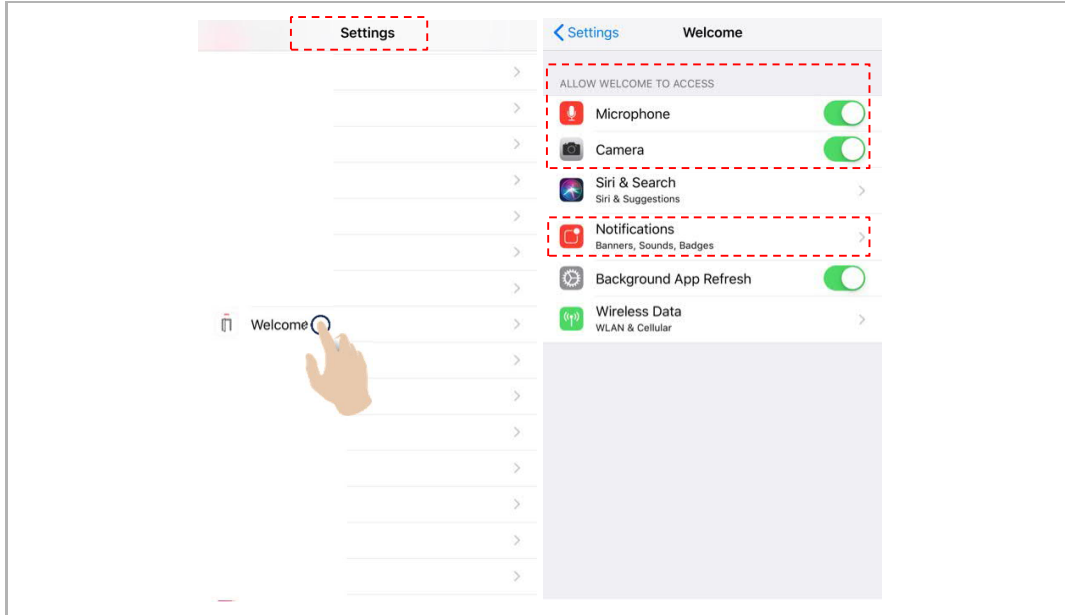 Settings
Welcome
Settings
Welcome
ALLOW WELCOME TO ACCESS
Microphone
Camera
Siri & Search
Siri & Suggestions
Notifications
Banners, Sounds, Badges
Background App Refresh
Wireless Data
WLAN & Cellular